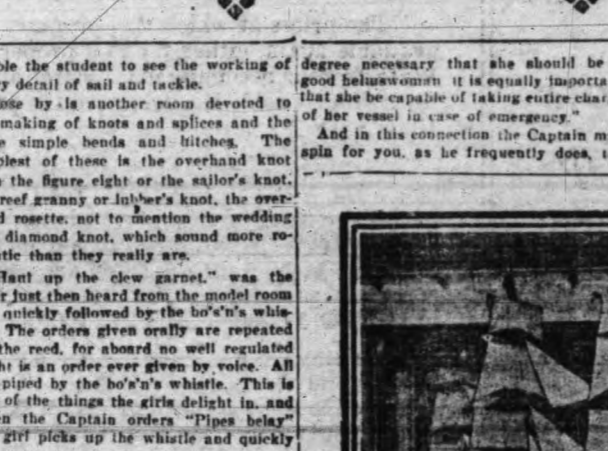 ble the student to see the working of
ry detail of sail and tackle.
ose by is another room devoted to
making of knots and splices and the
e simple bends and hitches. The
plest of these is the overhand knot
the figure eight or the sailor's knot.
reef granny or lubber's knot, the over-
d rosette, not to mention the wedding
diamond knot, which sound more ro-
tic than they really are.
Hant up the clew garnet." was the
r just then heard from the model room
quickly followed by the bo's'n's whis-
The orders given orally are repeated
the reed, for aboard no well regulated
ht is an order ever given by voice. All
piped by the bo's'n's whistle. This is
of the things the girls delight in, and
en the Captain orders "Pipes belay"
girl picks up the whistle and quickly
degree necessary that she should be
good helmswoman it is equally importa
that she be capable of taking entire char
of her vessel in case of emergency."
And in this connection the Captain m
spin for you, as he frequently does,